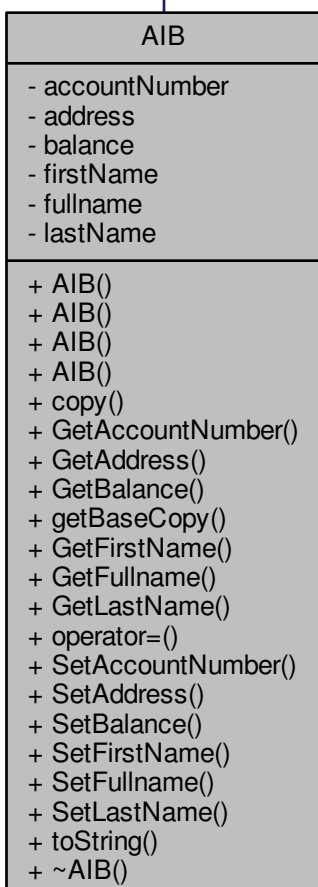 AIB
- accountNumber
- address
- balance
- firstName
- fullname
- lastName
+ AIB()
+ AIB()
+ AIB()
+ AIB()
+ copy()
+ GetAccountNumber()
+ GetAddress()
+ GetBalance()
+ getBaseCopy()
+ GetFirstName()
+ GetFullname()
+ GetLastName()
+ operator=()
+ SetAccountNumber()
+ SetAddress()
+ SetBalance()
+ SetFirstName()
+ SetFullname()
+ SetLastName()
+ toString()
+ ~AIB()